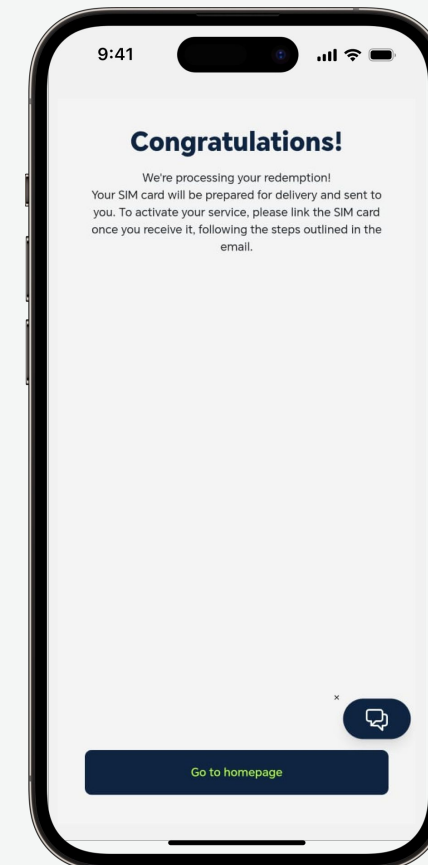 9:41
Congratulations!
We're processing your redemption!
Your SIM card will be prepared for delivery and sent to
you. To activate your service, please link the SIM card
once you receive it, following the steps outlined in the
email.
×
Go to homepage